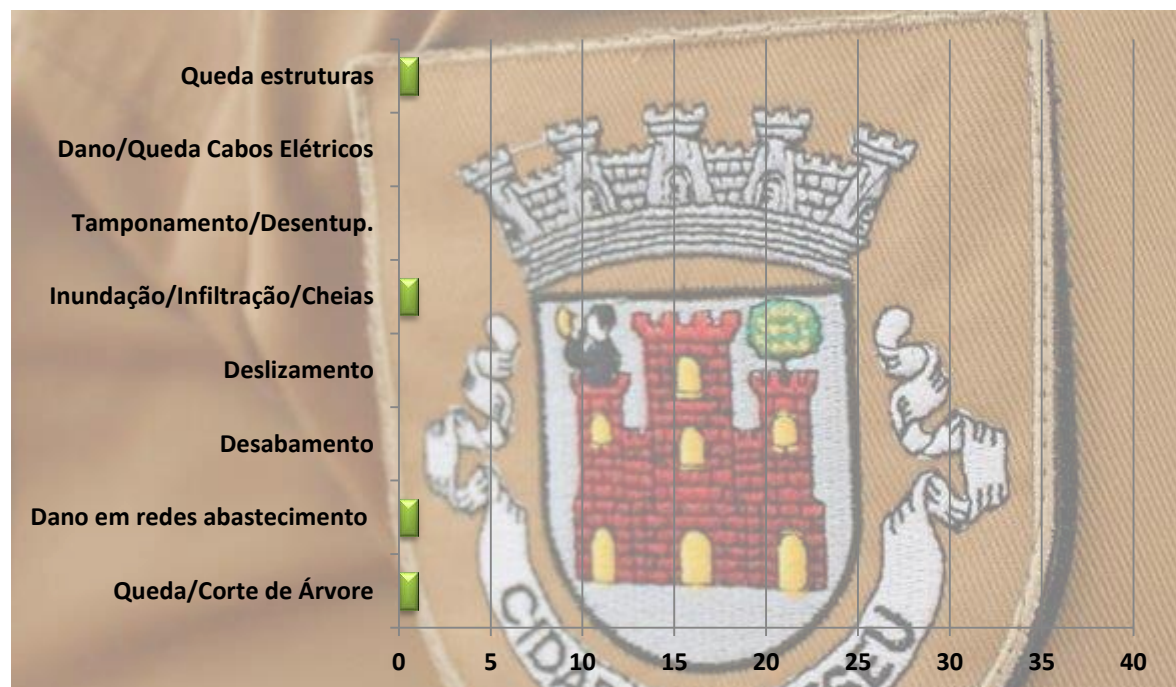 Queda estruturas
Dano/Queda Cabos Elétricos
Tamponamento/Desentup.
Inundação/Infiltração/Cheias
Deslizamento
Desabamento
Dano em redes abastecimento
Queda/Corte de Árvore
0 5 10 15 20 25 30 35 40